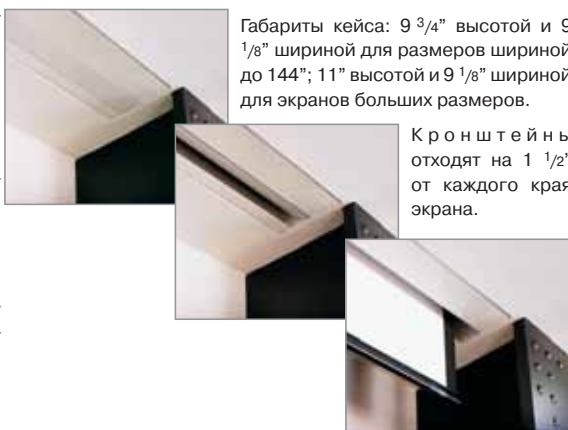 Габариты кейса: 9 3/4” высотой и 9
1/8” шириной для размеров шириной
до 144”; 11” высотой и 9 1/8” шириной
для экранов больших размеров.
Кронштейны
отходят на 1 1/2”
от каждого края
экрана.